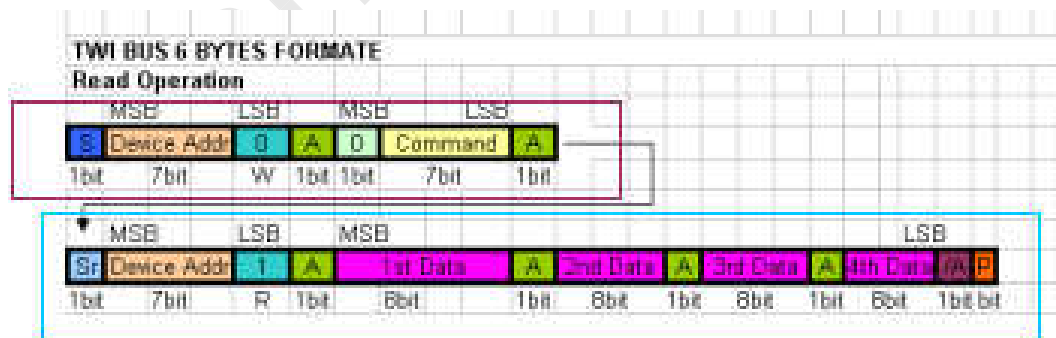 TWI BUS 6 BYTES FORMATE
Read Operation
MSB LSB MSB LSB
S Device Addr 0 A 0 Command A
1bit 7bit W 1bit 1bit 7bit 1bit
MSB LSB MSB LSB
Sr Device Addr 1 A 1st Data A 2nd Data A 3rd Data A 4th Data /A P
1bit 7bit R 1bit 8bit 1bit 8bit 1bit 8bit 1bit 8bit 1bit bit